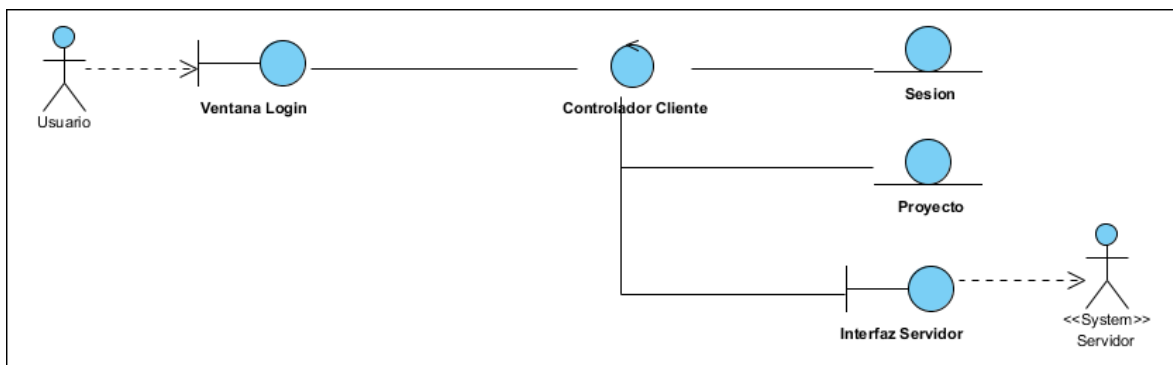 Usuario
Ventana Login
Controlador Cliente
Sesion
Proyecto
Interfaz Servidor
<<System>>
Servidor